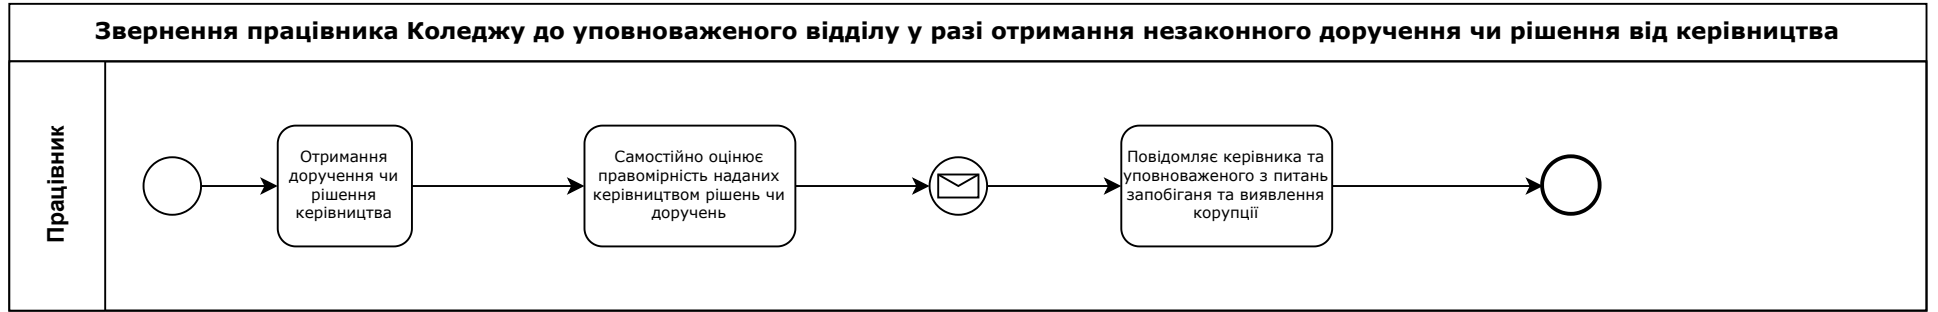 Звернення працівника Коледжу до уповноваженого відділу у разі отримання незаконного доручення чи рішення від керівництва
Працівник
Отримання
доручення чи
рішення
керівництва
Самостійно оцінює
правомірність наданих
керівництвом рішень чи
доручень
Повідомляє керівника та
уповноваженого з питань
запобіганя та виявлення
корупції